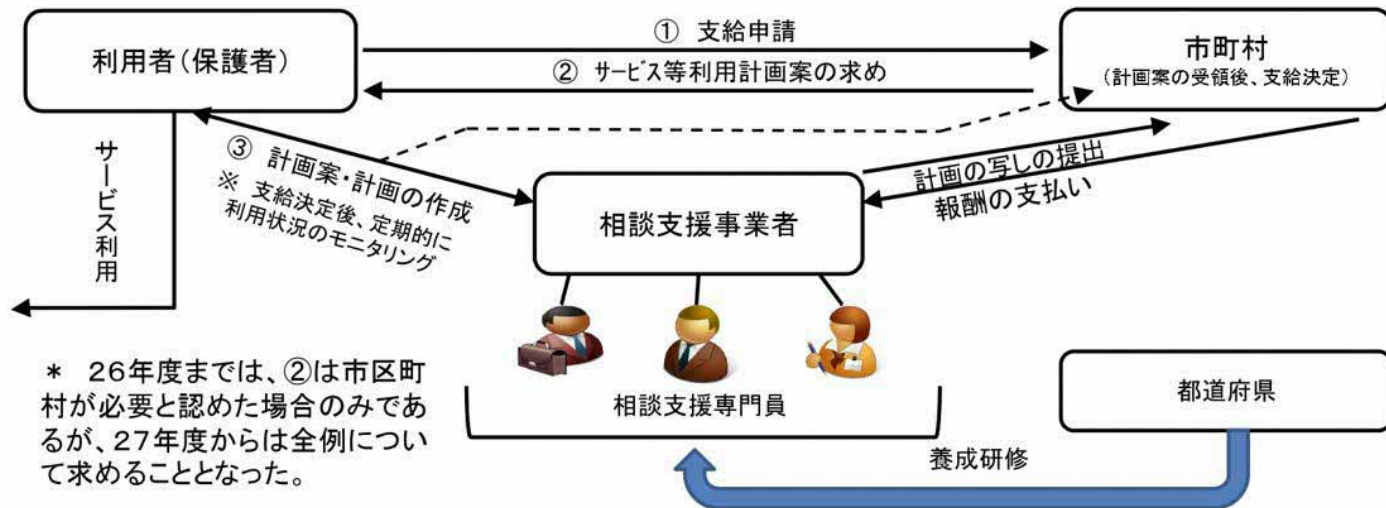 利用者(保護者)
① 支給申請
② サービス等利用計画案の求め
市町村
(計画案の受領後、支給決定)
サービス利用
③ 計画案・計画の作成
※ 支給決定後、定期的に
利用状況のモニタリング
計画の写しの提出
報酬の支払い
相談支援事業者
相談支援専門員
* 26年度までは、②は市区町
村が必要と認めた場合のみであ
るが、27年度からは全例につい
て求めることとなった。
都道府県
養成研修